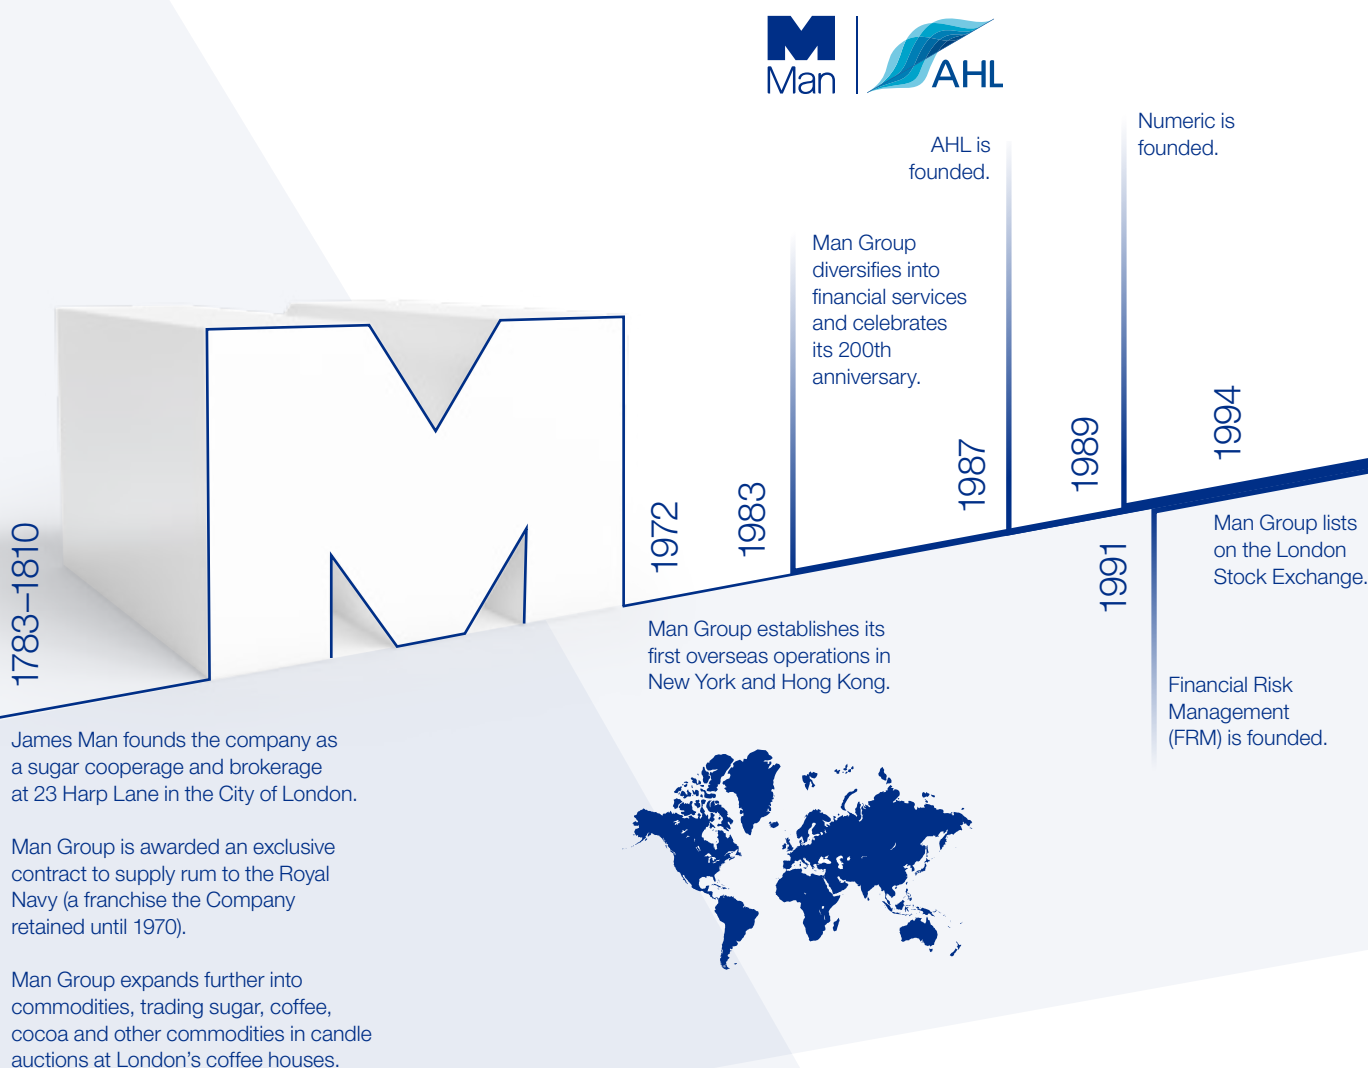 M
Man
AHL
1783–1810
James Man founds the company as
a sugar cooperage and brokerage
at 23 Harp Lane in the City of London.
Man Group is awarded an exclusive
contract to supply rum to the Royal
Navy (a franchise the Company
retained until 1970).
Man Group expands further into
commodities, trading sugar, coffee,
cocoa and other commodities in candle
auctions at London’s coffee houses.
M
1972
Man Group establishes its
first overseas operations in
New York and Hong Kong.
1983
Man Group
diversifies into
financial services
and celebrates
its 200th
anniversary.
1987
AHL is
founded.
1989
Numeric is
founded.
1991
Financial Risk
Management
(FRM) is founded.
1994
Man Group lists
on the London
Stock Exchange.